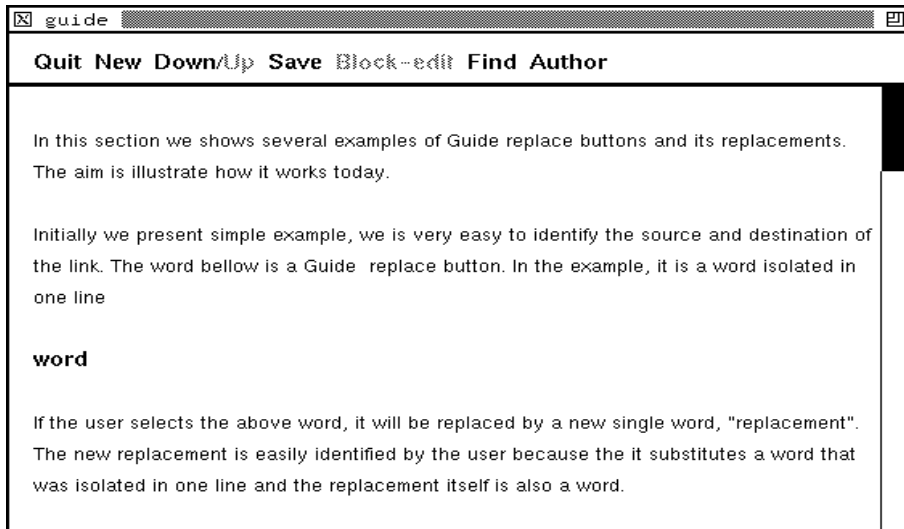 guide
Quit New Down/Up Save Block-edit Find Author
In this section we shows several examples of Guide replace buttons and its replacements.
The aim is illustrate how it works today.
Initially we present simple example, we is very easy to identify the source and destination of
the link. The word bellow is a Guide replace button. In the example, it is a word isolated in
one line
word
If the user selects the above word, it will be replaced by a new single word, "replacement".
The new replacement is easily identified by the user because the it substitutes a word that
was isolated in one line and the replacement itself is also a word.